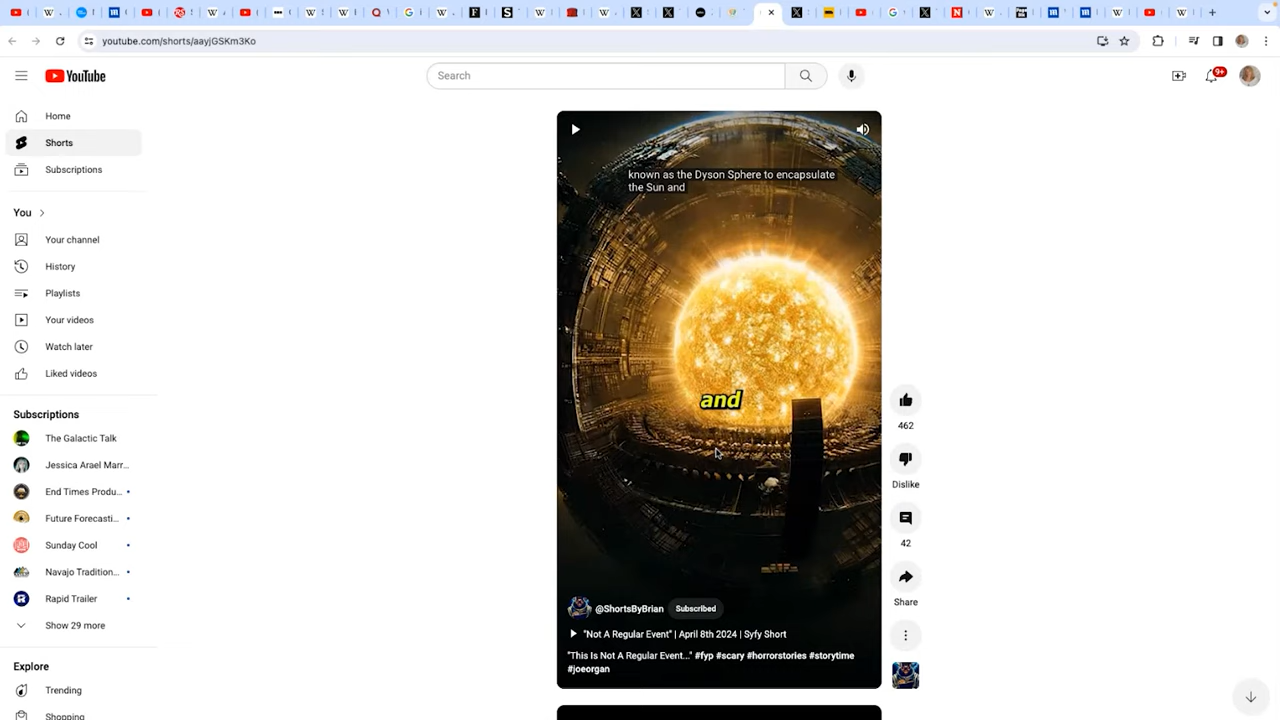 youtube.com/shorts/aayjGSKm3Ko
YouTube
Search
9+
Home
Shorts
Subscriptions
You
Your channel
History
Playlists
Your videos
Watch later
Liked videos
Subscriptions
The Galactic Talk
Jessica Arael Marr...
End Times Produ...
Future Forecasti...
Sunday Cool
Navajo Tradition...
Rapid Trailer
Show 29 more
Explore
Trending
Shopping
known as the Dyson Sphere to encapsulate
the Sun and
and
@ShortsByBrian Subscribed
"Not A Regular Event" | April 8th 2024 | Syfy Short
"This Is Not A Regular Event..." #fyp #scary #horrorstories #storytime
#joeorgan
462
Dislike
42
Share